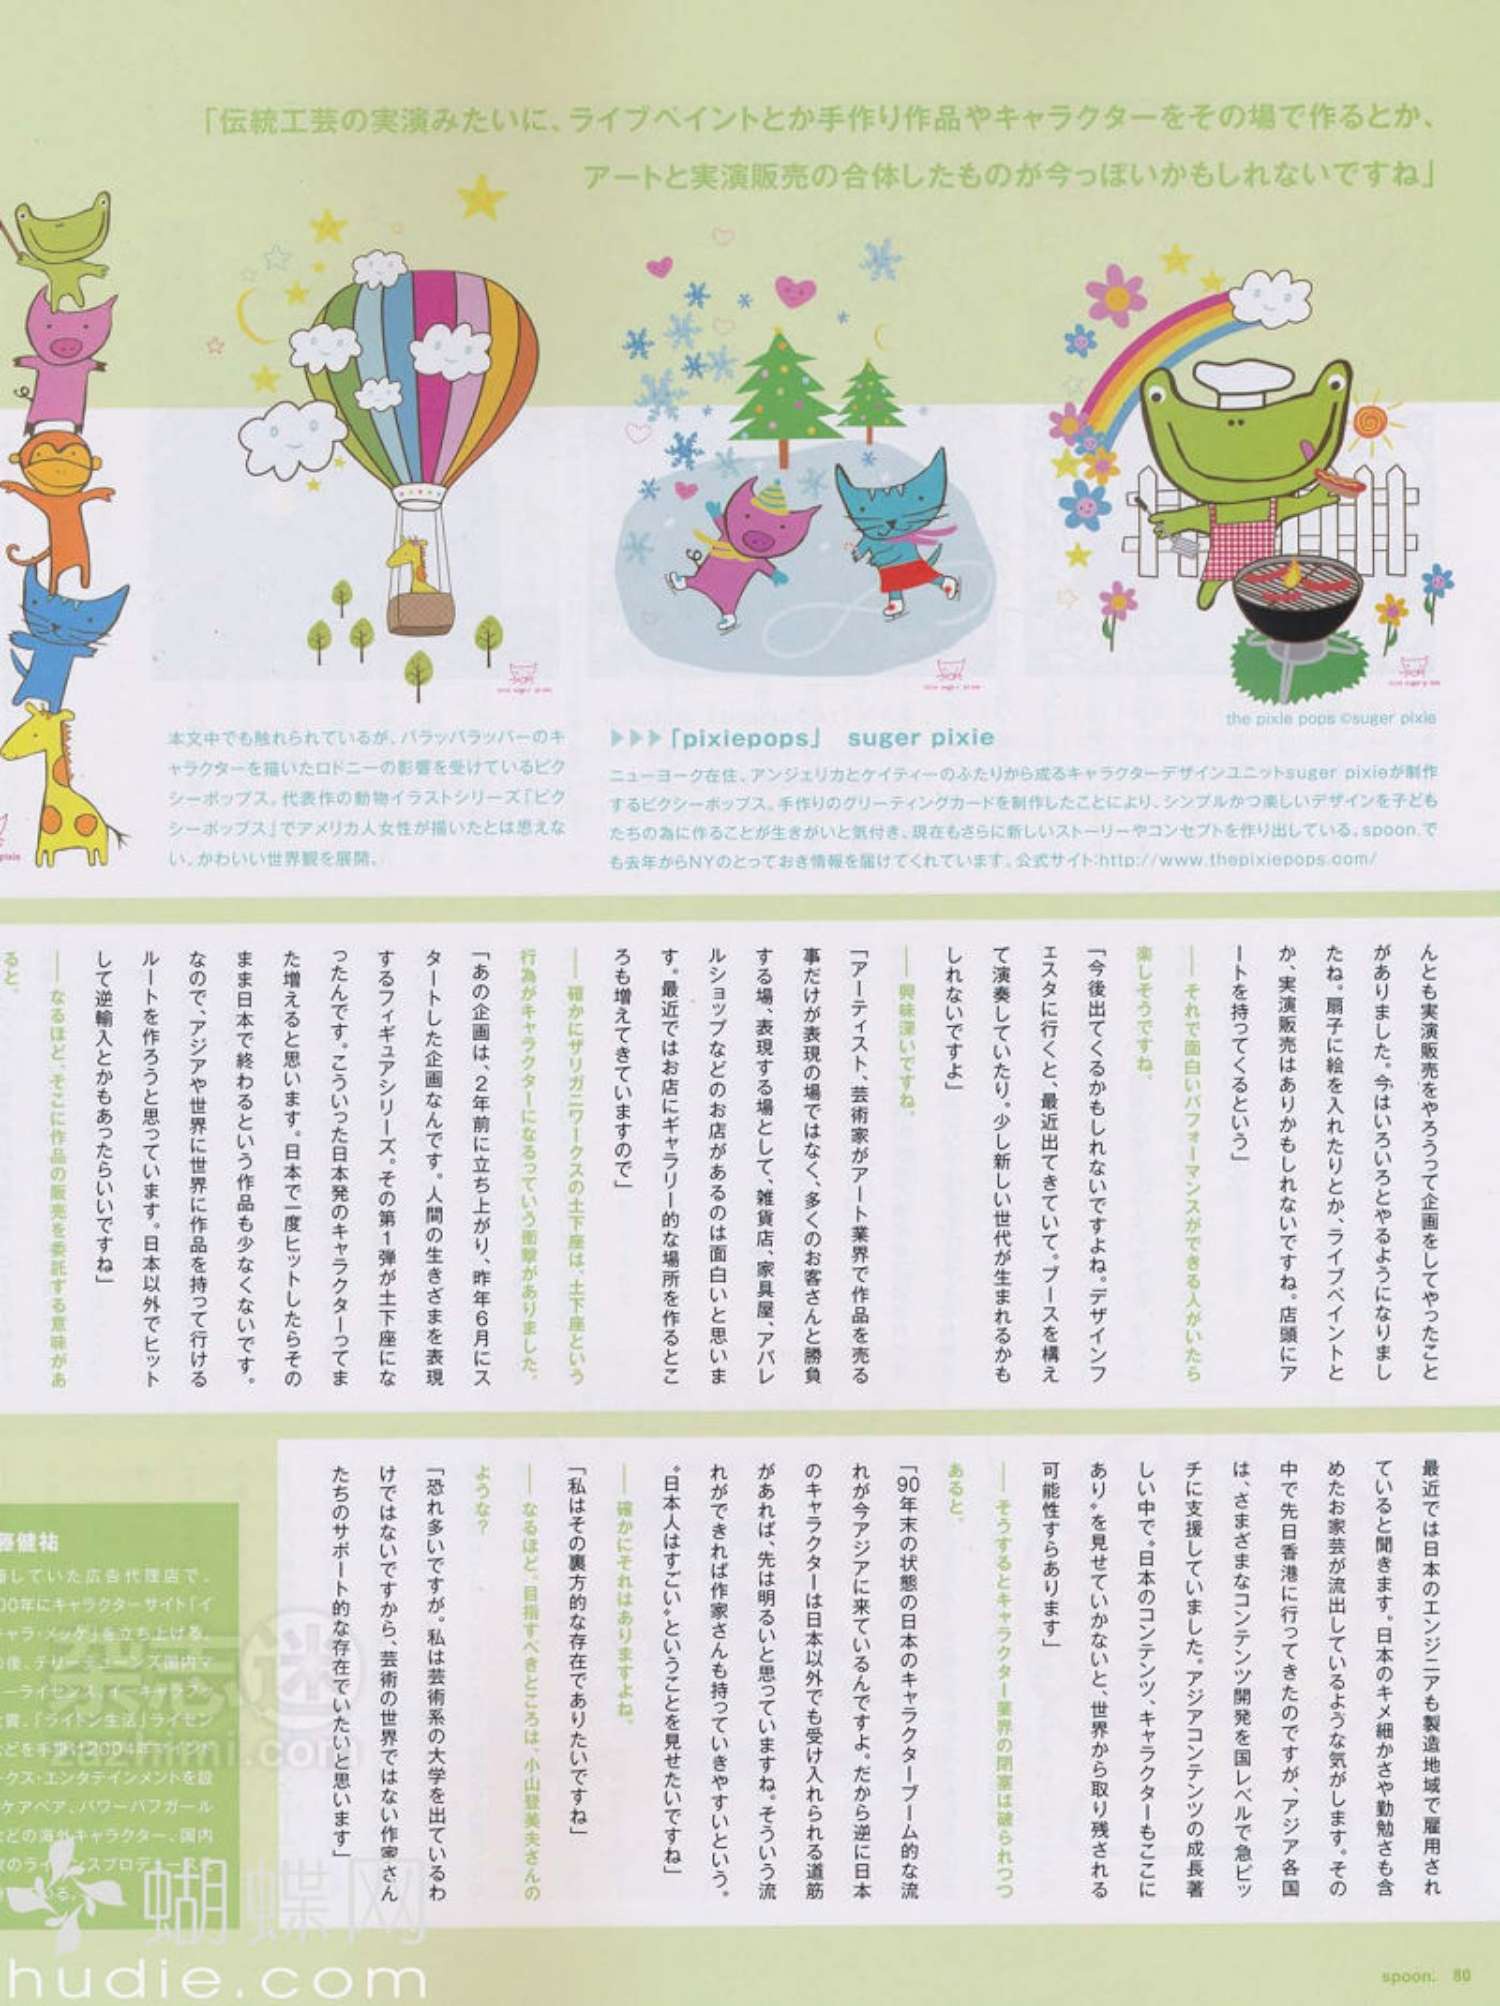 「伝統工芸の実演みたいに、ライブペイントとか手作り作品やキャラクターをその場で作るとか、
アートと実演販売の合体したものが今っぽいかもしれないですね」
the pixie pops ©suger pixie
▶▶▶「pixiepops」 suger pixie
ニューヨーク在住、アンジェリカとケイティーのふたりから成るキャラクターデザインユニットsuger pixieが制作
するピクシーポップス。手作りのグリーティングカードを制作したことにより、シンプルかつ楽しいデザインを子ども
たちの為に作ることが生きがいと気付き、現在もさらに新しいストーリーやコンセプトを作り出している。spoon.で
も去年からNYのとっておき情報を届けてくれています。公式サイト:http://www.thepixiepops.com/
本文中でも触れられているが、パラッパラッパーのキ
ャラクターを描いたロドニーの影響を受けているピク
シーポップス。代表作の動物イラストシリーズ「ピク
シーポップス」でアメリカ人女性が描いたとは思えな
い、かわいい世界観を展開。
んとも実演販売をやろうって企画をしてやったこと
がありました。今はいろいろとやるようになりまし
たね。扇子に絵を入れたりとか、ライブペイントと
か、実演販売はありかもしれないですね。店頭にア
ートを持ってくるという」
――それで面白いパフォーマンスができる人がいたら
楽しそうですね。
「今後出てくるかもしれないですよね。デザインフ
ェスタに行くと、最近出てきていて。ブースを構え
て演奏していたり。少し新しい世代が生まれるかも
しれないですよ」
――興味深いですね。
「アーティスト、芸術家がアート業界で作品を売る
事だけが表現の場ではなく、多くのお客さんと勝負
する場、表現する場として、雑貨店、家具屋、アパレ
ルショップなどのお店があるのは面白いと思いま
す。最近ではお店にギャラリー的な場所を作るとこ
ろも増えてきていますので」
――確かにザリガニワークスの土下座は、土下座という
行為がキャラクターになるっていう衝撃がありました。
「あの企画は、2年前に立ち上がり、昨年6月にス
タートした企画なんです。人間の生きざまを表現
するフィギュアシリーズ。その第1弾が土下座にな
ったんです。こういった日本発のキャラクターってま
た増えると思います。日本で一度ヒットしたらその
まま日本で終わるという作品も少なくないです。
なので、アジアや世界に世界に作品を持って行ける
ルートを作ろうと思っています。日本以外でヒット
して逆輸入とかもあったらいいですね」
――なるほど、そこに作品の販売を委託する意味があ
ると。
最近では日本のエンジニアも製造地域で雇用され
ていると聞きます。日本のキメ細かさや勤勉さも含
めたお家芸が流出しているような気がします。その
中で先日香港に行ってきたのですが、アジア各国
は、さまざまなコンテンツ開発を国レベルで急ピッ
チに支援していました。アジアコンテンツの成長著
しい中で、日本のコンテンツ、キャラクターもここに
あり〟を見せていかないと、世界から取り残される
可能性すらあります」
――そうするとキャラクター業界の閉塞は破られつつ
あると。
「90年末の状態の日本のキャラクターブーム的な流
れが今アジアに来ているんですよ。だから逆に日本
のキャラクターは日本以外でも受け入れられる道筋
があれば、先は明るいと思っていますね。そういう流
れができれば作家さんも持っていきやすいという。
〝日本人はすごい〟ということを見せたいですね」
――確かにそれはありますよね。
「私はその裏方的な存在でありたいですね」
――なるほど。目指すべきところは、小山登美夫さんの
ような?
「恐れ多いですが。私は芸術系の大学を出ているわ
けではないですから、芸術の世界ではない作家さん
たちのサポート的な存在でいたいと思います」
藤健祐
していた広告代理店で、
00年にキャラクターサイト「イ
ャラ・メッケ」を立ち上げる。
の後、
「ライトン生活」ライセン
どを手掛け2004年
クス・エンタテインメントを設
ケアベア、パワーパフガール
どの海外キャラクター、国内
蝴蝶网
hudie.com
spoon. 80